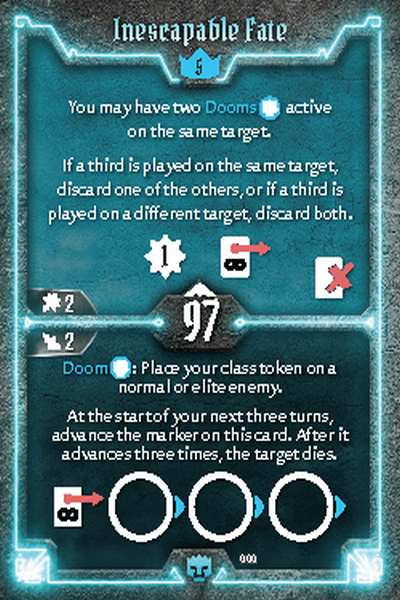 Inescapable Fate
5
You may have two Dooms active
on the same target.
If a third is played on the same target,
discard one of the others, or if a third is
played on a different target, discard both.
1
2
97
2
Doom : Place your class token on a
normal or elite enemy.
At the start of your next three turns,
advance the marker on this card. After it
advances three times, the target dies.
000